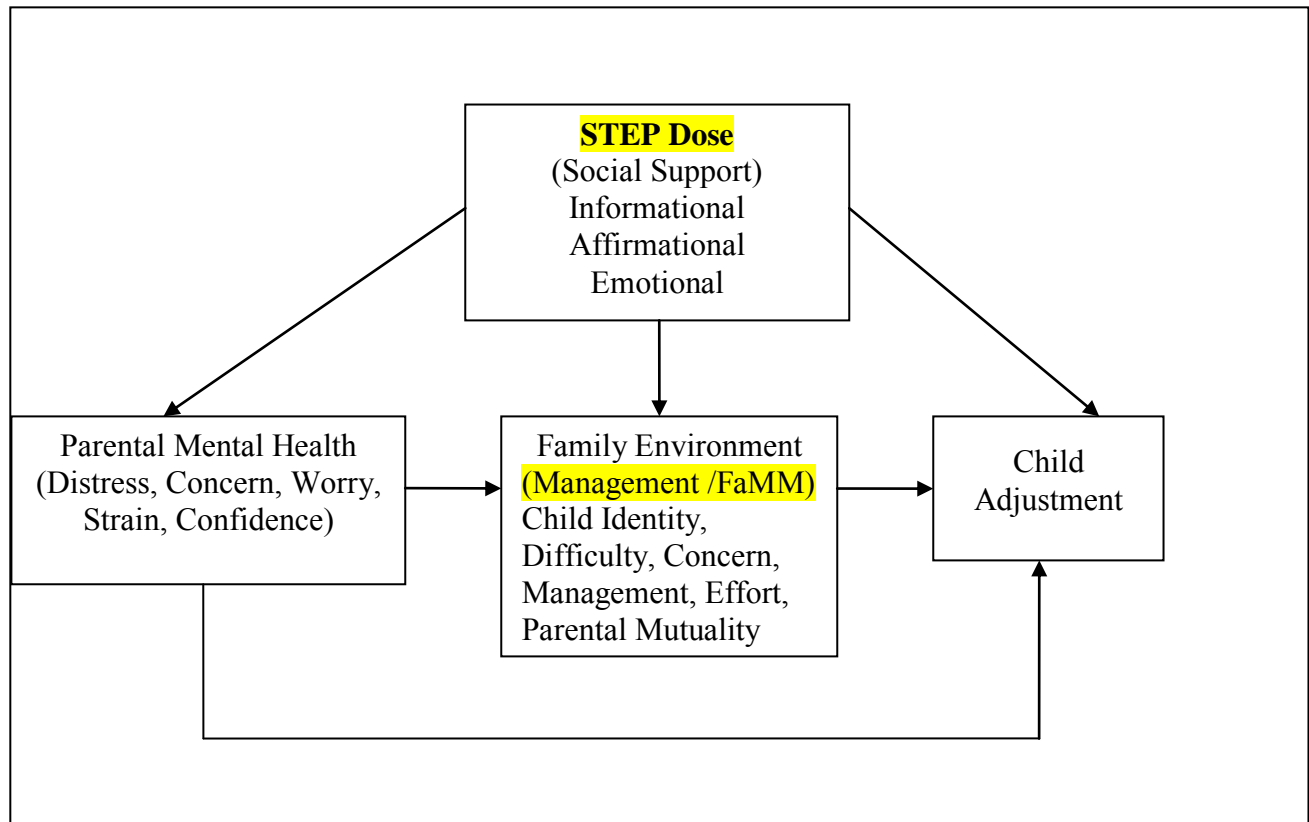 STEP Dose
(Social Support)
Informational
Affirmational
Emotional
Parental Mental Health
(Distress, Concern, Worry,
Strain, Confidence)
Family Environment
(Management /FaMM)
Child Identity,
Difficulty, Concern,
Management, Effort,
Parental Mutuality
Child
Adjustment